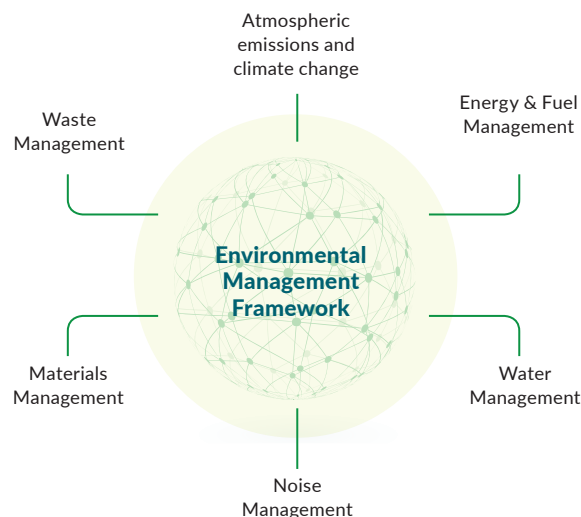 Atmospheric
emissions and
climate change
Energy & Fuel
Management
Waste
Management
Environmental
Management
Framework
Materials
Management
Water
Management
Noise
Management